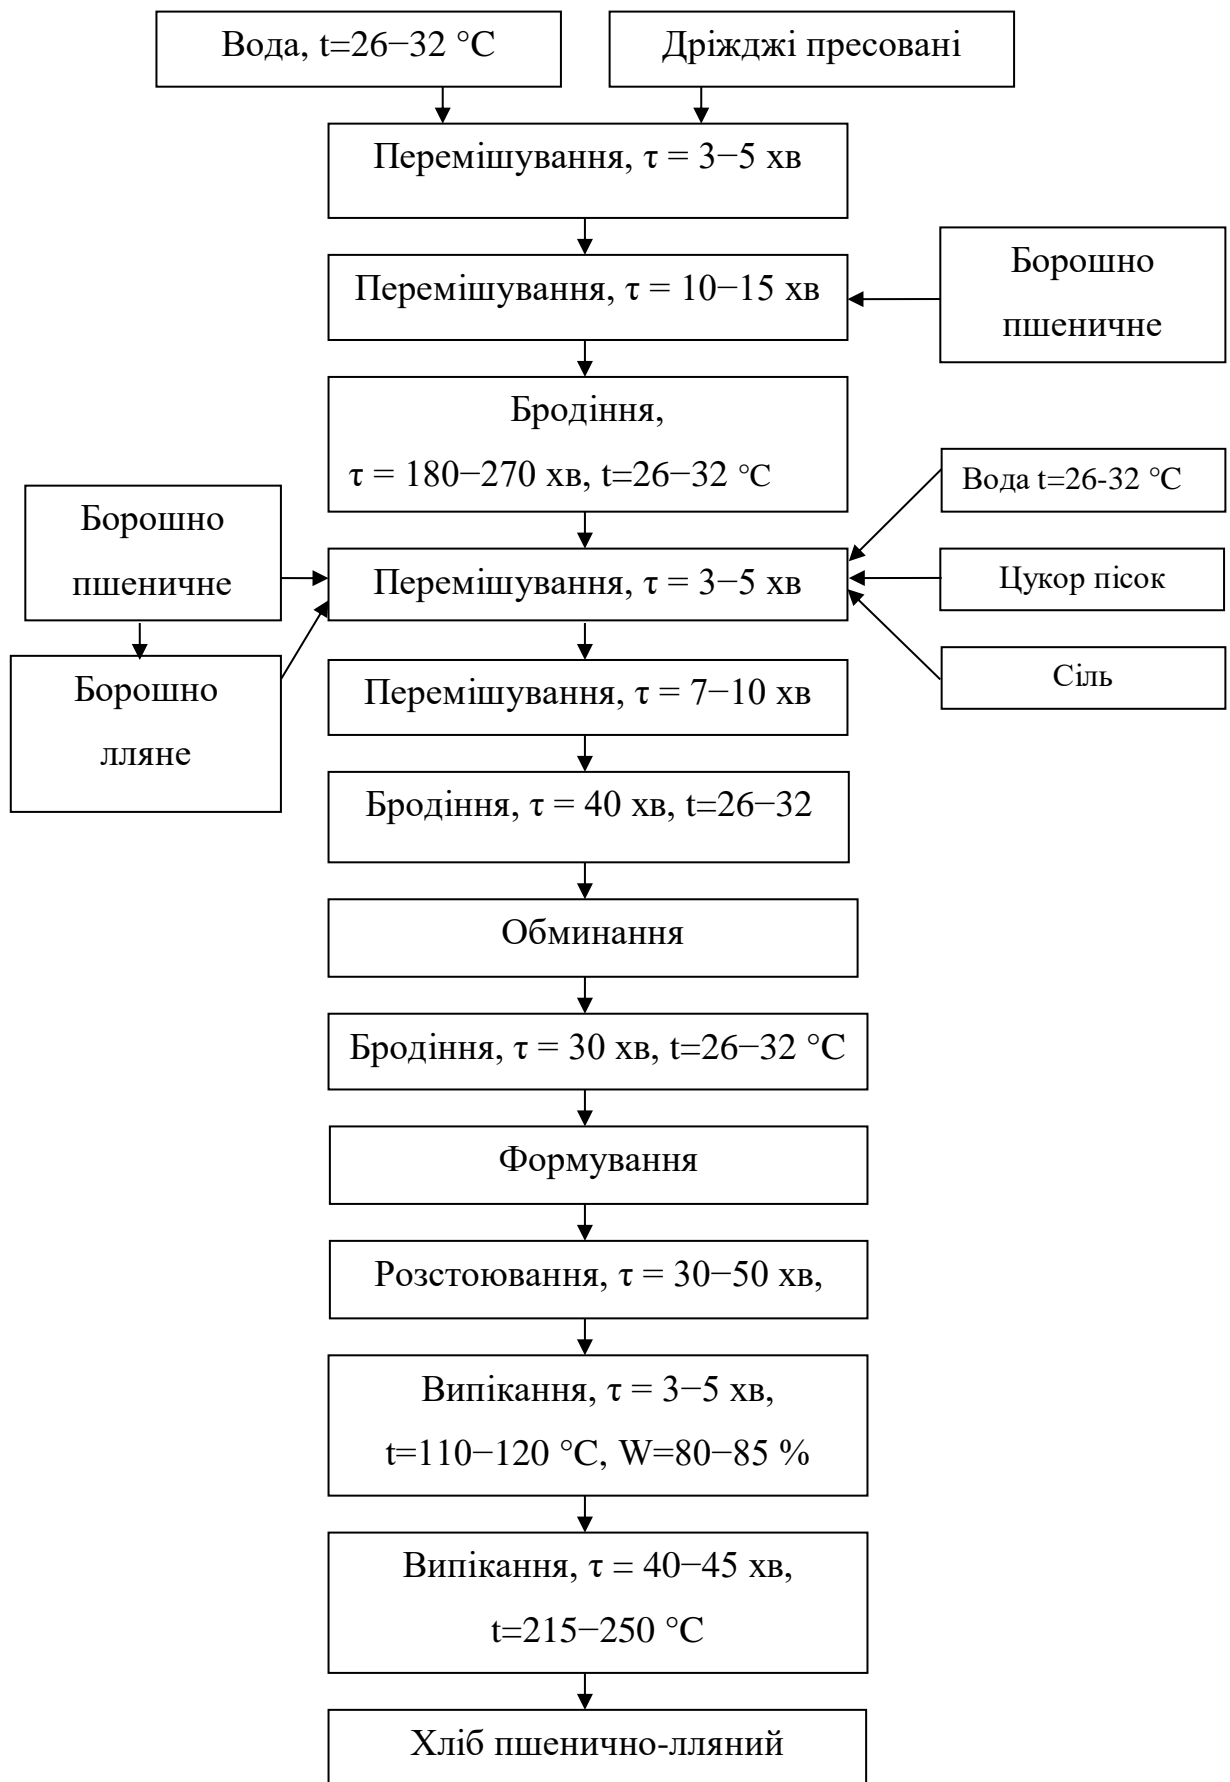 Вода, t=26−32 °С
Дріжджі пресовані
Перемішування, τ = 3−5 хв
Перемішування, τ = 10−15 хв
Борошно
пшеничне
Бродіння,
τ = 180−270 хв, t=26−32 °С
Вода t=26-32 °С
Борошно
пшеничне
Перемішування, τ = 3−5 хв
Цукор пісок
Борошно
лляне
Перемішування, τ = 7−10 хв
Сіль
Бродіння, τ = 40 хв, t=26−32
Обминання
Бродіння, τ = 30 хв, t=26−32 °С
Формування
Розстоювання, τ = 30−50 хв,
Випікання, τ = 3−5 хв,
t=110−120 °С, W=80−85 %
Випікання, τ = 40−45 хв,
t=215−250 °С
Хліб пшенично-лляний